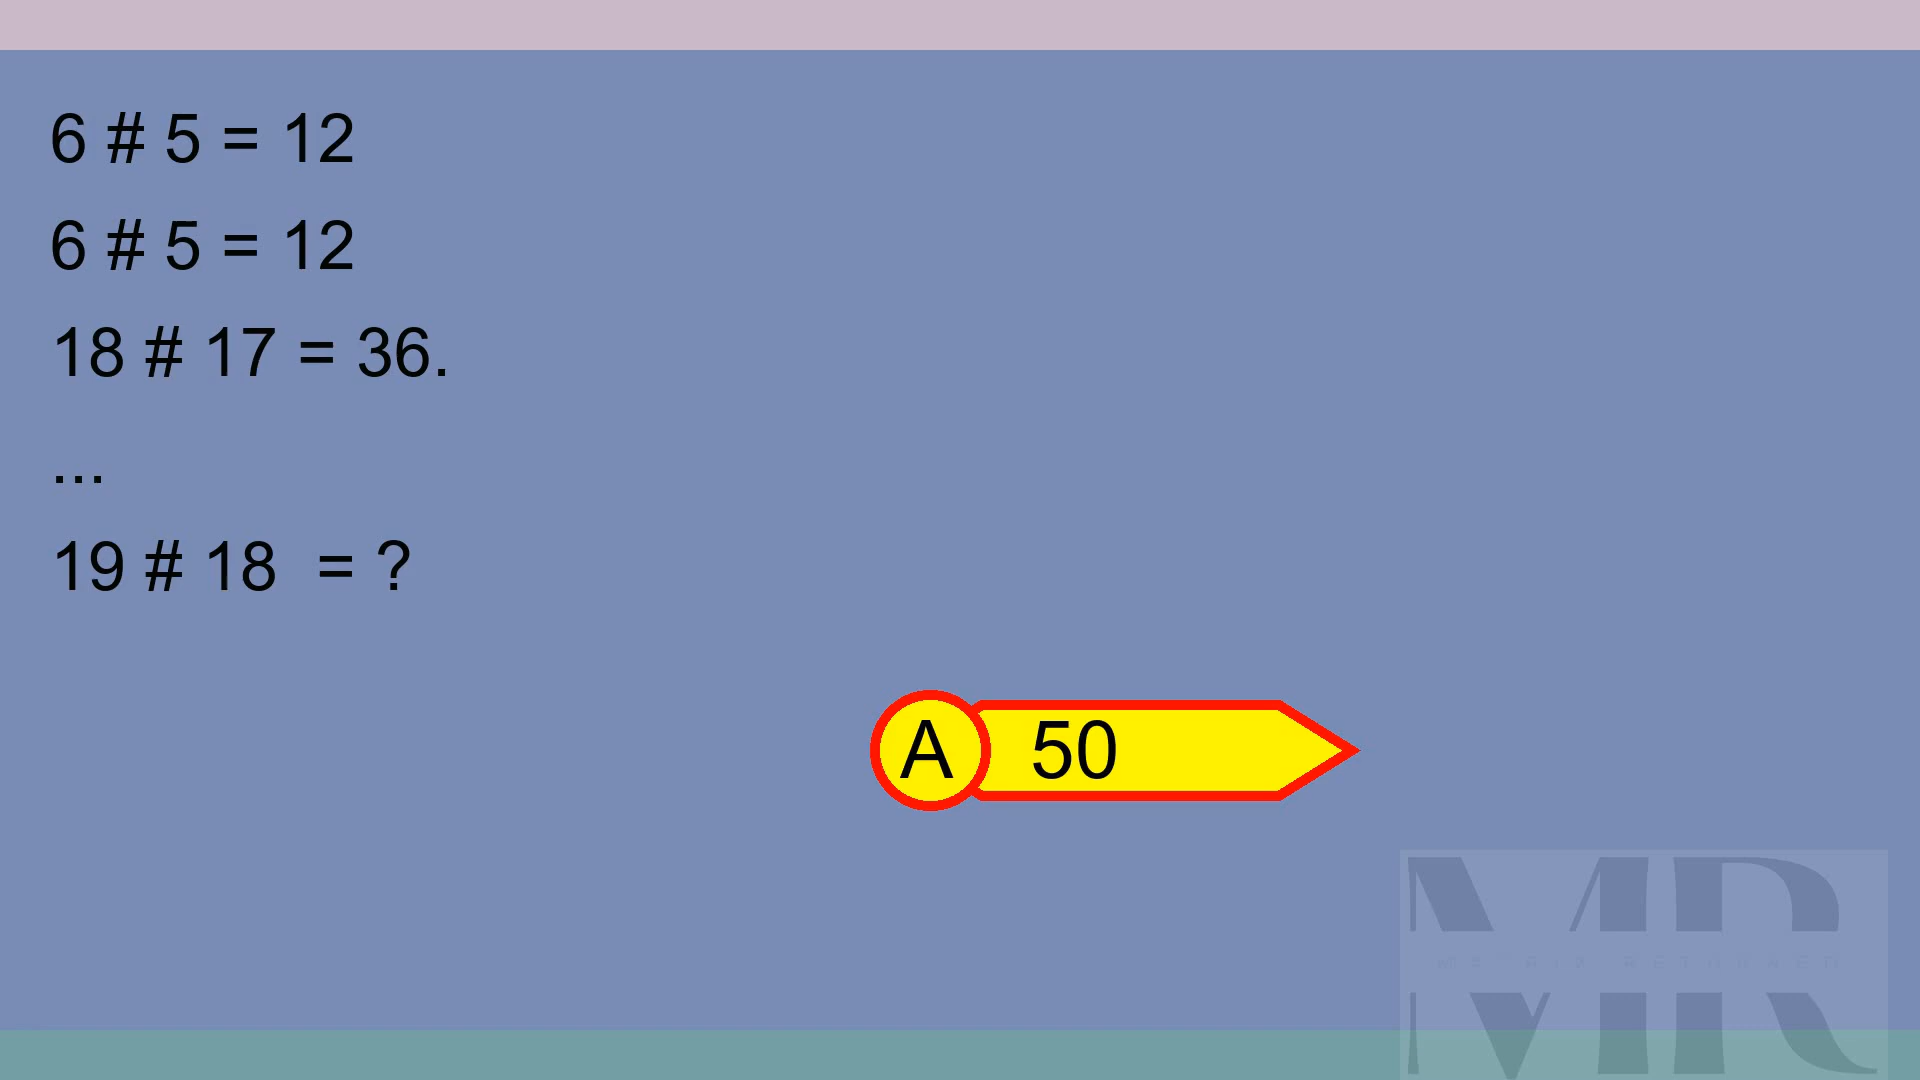 6 # 5 = 12
6 # 5 = 12
18 # 17 = 36.
...
19 # 18  = ?
A 50
MR